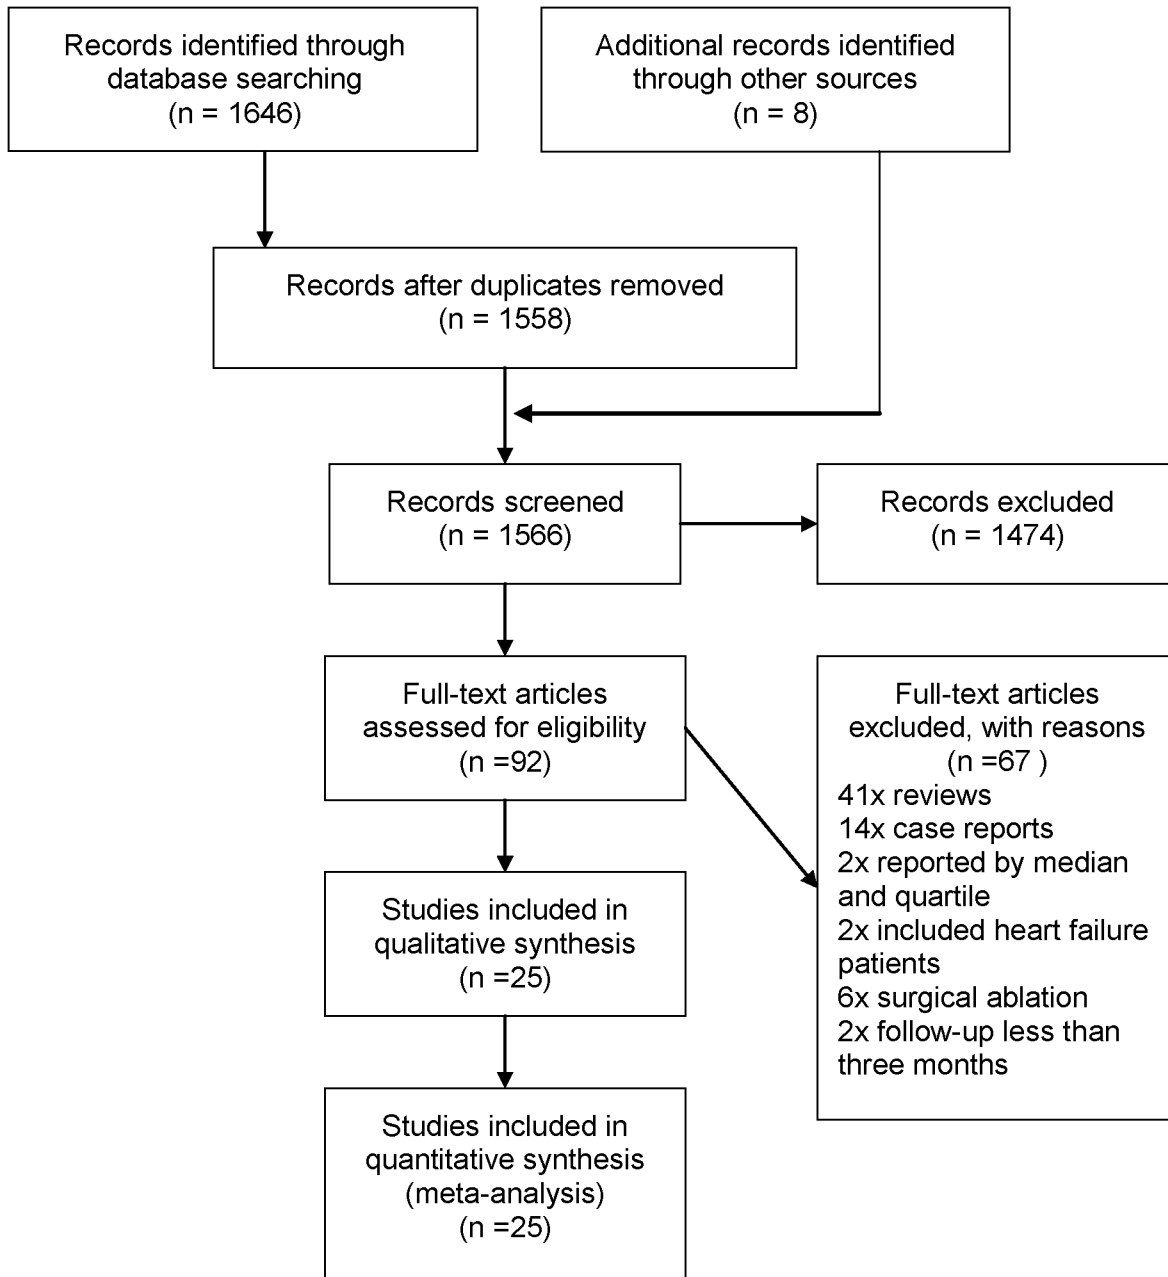 Records identified through
database searching
(n = 1646)
Additional records identified
through other sources
(n = 8)
Records after duplicates removed
(n = 1558)
Records screened
(n = 1566)
Records excluded
(n = 1474)
Full-text articles
assessed for eligibility
(n =92)
Full-text articles
excluded, with reasons
(n =67 )
41x reviews
14x case reports
2x reported by median
and quartile
2x included heart failure
patients
6x surgical ablation
2x follow-up less than
three months
Studies included in
qualitative synthesis
(n =25)
Studies included in
quantitative synthesis
(meta-analysis)
(n =25)